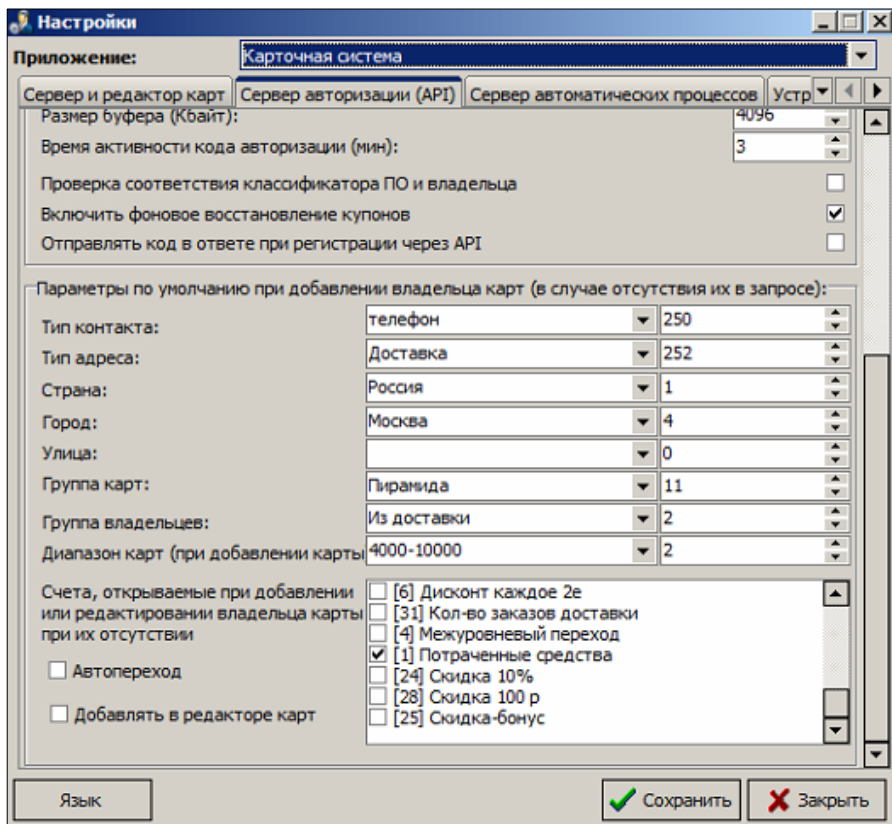 Настройки
Приложение: Карточная система
Сервер и редактор карт Сервер авторизации (API) Сервер автоматических процессов Устр
Размер буфера (Кбайт): 4096
Время активности кода авторизации (мин): 3
Проверка соответствия классификатора ПО и владельца
Включить фоновое восстановление купонов
Отправлять код в ответе при регистрации через API
Параметры по умолчанию при добавлении владельца карт (в случае отсутствия их в запросе):
Тип контакта: телефон 250
Тип адреса: Доставка 252
Страна: Россия 1
Город: Москва 4
Улица: 0
Группа карт: Пирамида 11
Группа владельцев: Из доставки 2
Диапазон карт (при добавлении карты 4000-10000 2
Счета, открываемые при добавлении
или редактировании владельца карты
при их отсутствии
[6] Дисконт каждое 2е
[31] Кол-во заказов доставки
[4] Межуровневый переход
[1] Потраченные средства
[24] Скидка 10%
[28] Скидка 100 р
[25] Скидка-бонус
Автопереход
Добавлять в редакторе карт
Язык Сохранить Закрыть